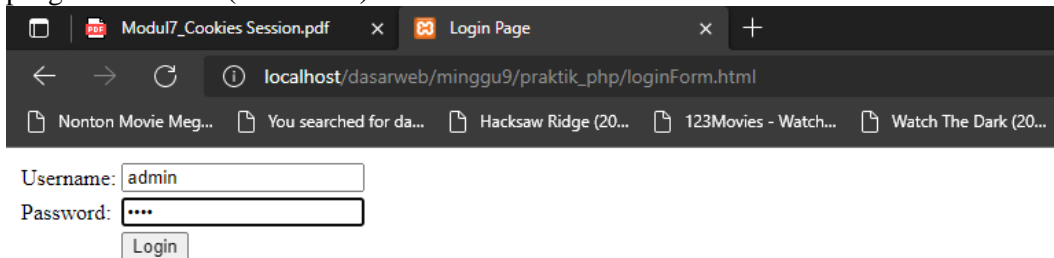 Modul7_Cookies Session.pdf Login Page
localhost/dasarweb/minggu9/praktik_php/loginForm.html
Nonton Movie Meg... You searched for da... Hacksaw Ridge (20... 123Movies - Watch... Watch The Dark (20...
Username: admin
Password: ••••
Login